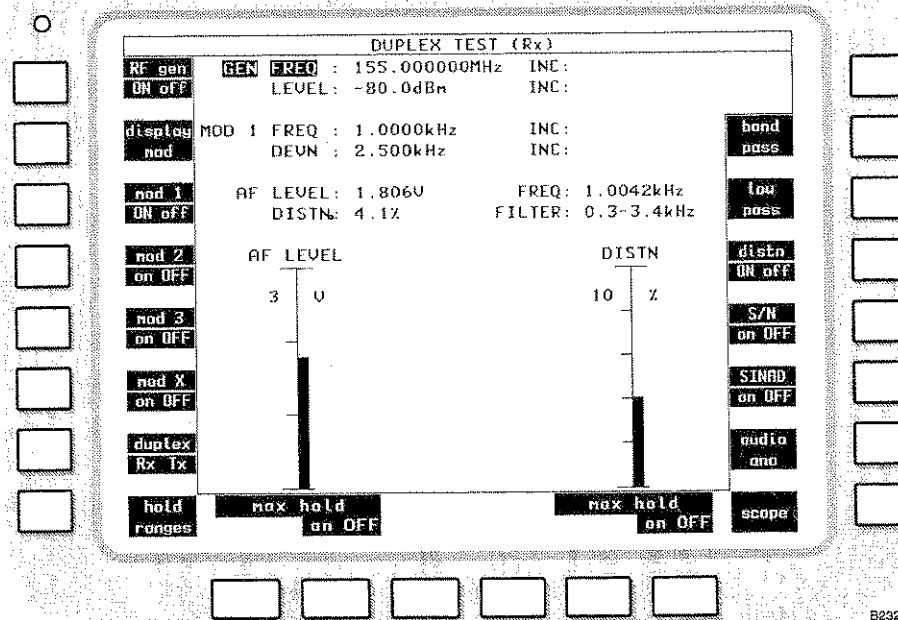 DUPLEX TEST (Rx)
RF gen
ON off
GEN FREQ : 155.000000MHz INC:
LEVEL: -80.0dBm INC:
display
mod
MOD 1 FREQ : 1.0000kHz INC:
DEVN : 2.500kHz INC:
band
pass
mod 1
ON off
AF LEVEL: 1.806V FREQ: 1.0042kHz
DISTN: 4.1% FILTER: 0.3-3.4kHz
low
pass
mod 2
on OFF
AF LEVEL
DISTN
distn
ON off
3 V
10 %
mod 3
on OFF
S/N
on OFF
mod X
on OFF
SINAD
on OFF
duplex
Rx Tx
audio
ana
hold
ranges
max hold
on OFF
max hold
on OFF
scope
B232